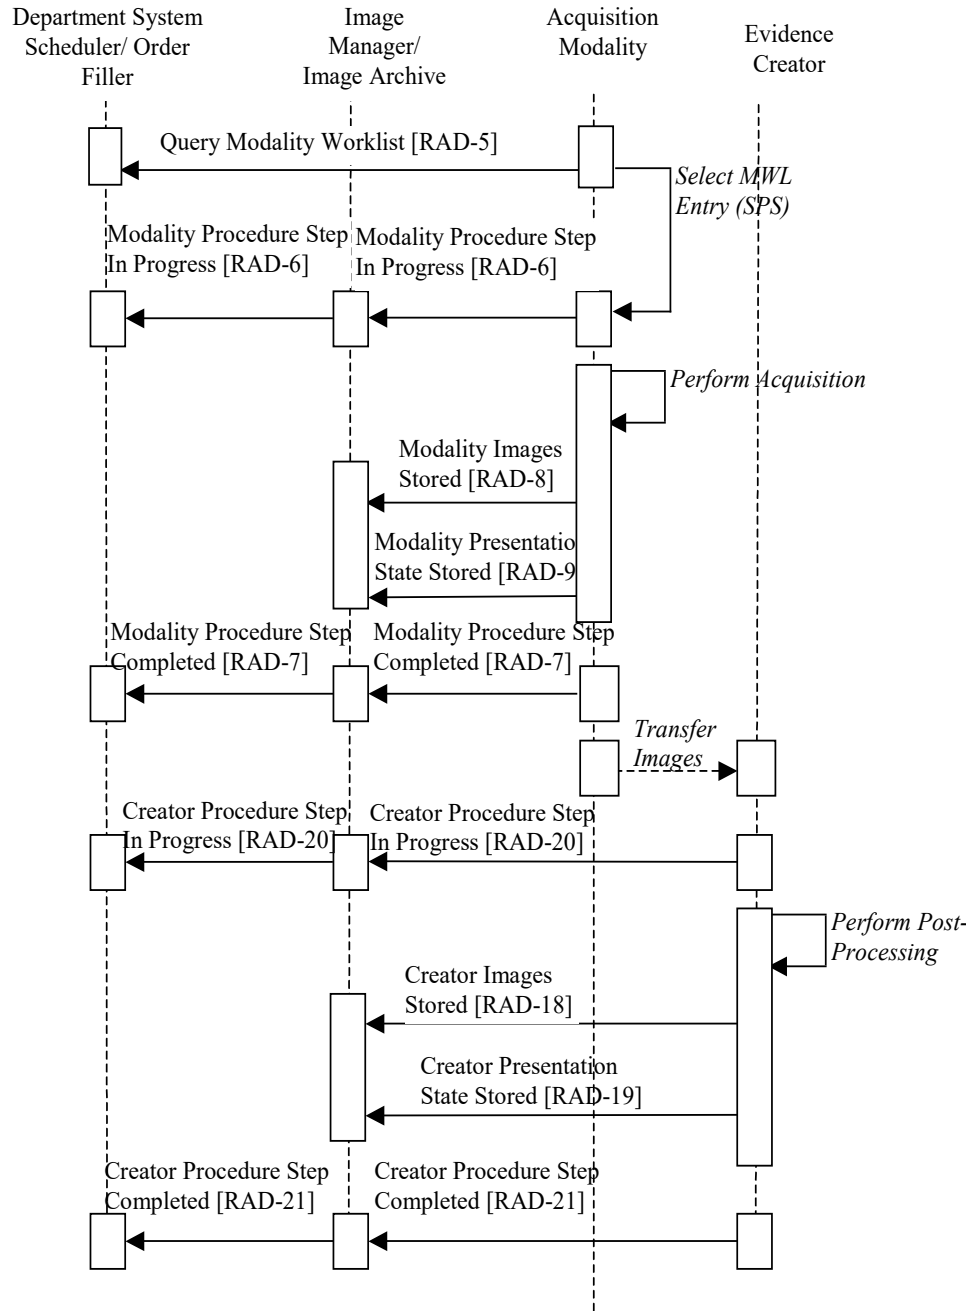 Department System
Scheduler/ Order
Filler
Image
Manager/
Image Archive
Acquisition
Modality
Evidence
Creator
Query Modality Worklist [RAD-5]
Select MWL
Entry (SPS)
Modality Procedure Step
In Progress [RAD-6]
Modality Procedure Step
In Progress [RAD-6]
Perform Acquisition
Modality Images
Stored [RAD-8]
Modality Presentatio
State Stored [RAD-9
Modality Procedure Step
Completed [RAD-7]
Modality Procedure Step
Completed [RAD-7]
Transfer
Images
Creator Procedure Step
In Progress [RAD-20]
Creator Procedure Step
In Progress [RAD-20]
Perform Post-
Processing
Creator Images
Stored [RAD-18]
Creator Presentation
State Stored [RAD-19]
Creator Procedure Step
Completed [RAD-21]
Creator Procedure Step
Completed [RAD-21]